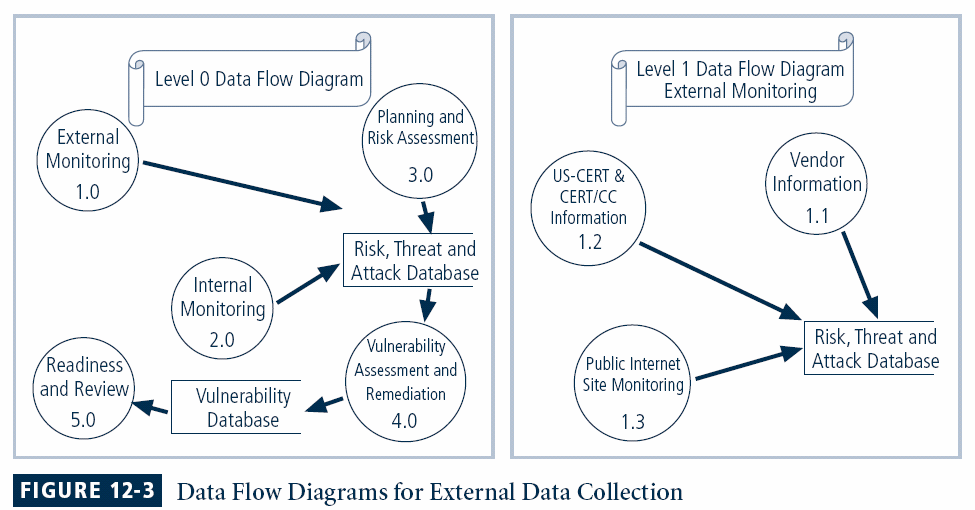 Level 0 Data Flow Diagram
External
Monitoring
1.0
Planning and
Risk Assessment
3.0
Risk, Threat and
Attack Database
Internal
Monitoring
2.0
Vulnerability
Assessment and
Remediation
4.0
Vulnerability
Database
Readiness
and Review
5.0
Level 1 Data Flow Diagram
External Monitoring
US-CERT &
CERT/CC
Information
1.2
Vendor
Information
1.1
Risk, Threat and
Attack Database
Public Internet
Site Monitoring
1.3
FIGURE 12-3 Data Flow Diagrams for External Data Collection